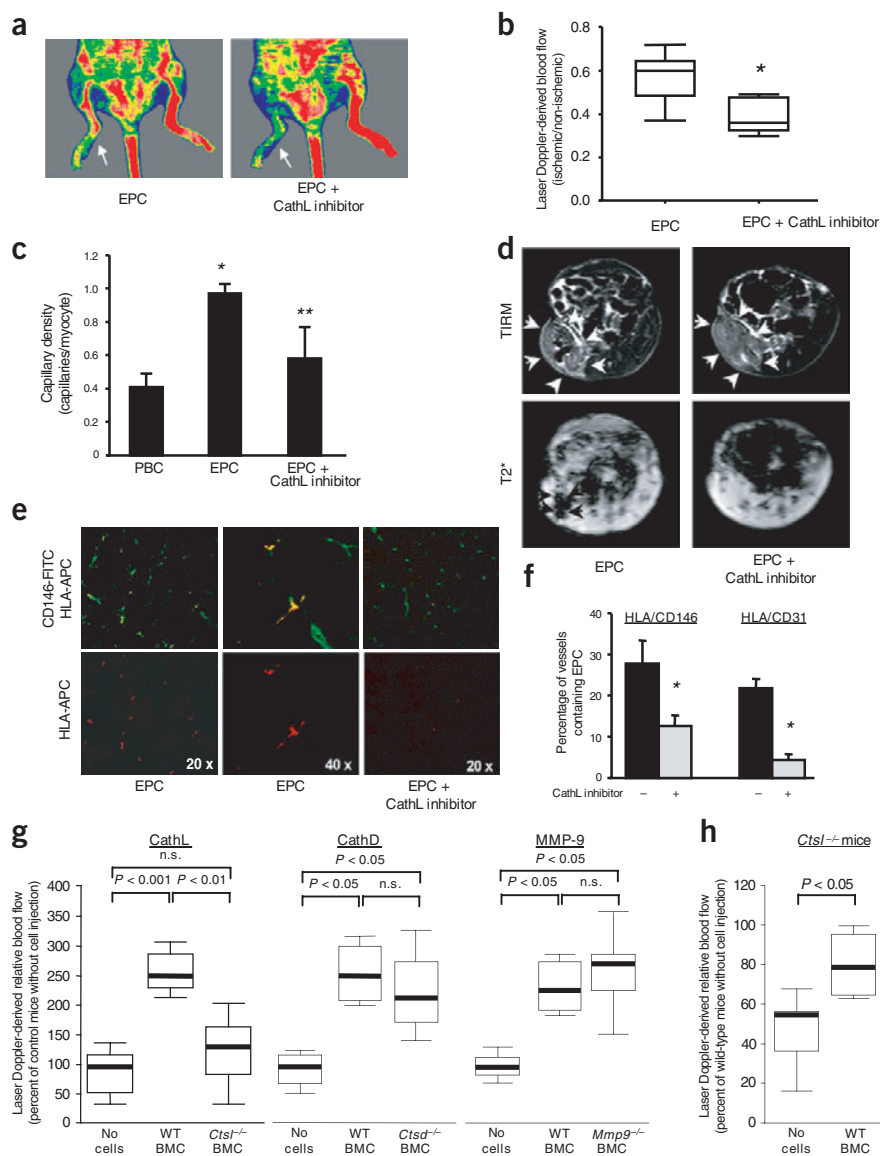 a
EPC
EPC +
CathL inhibitor
b
Laser Doppler-derived blood flow
(ischemic/non-ischemic)
0.8
0.6
0.4
0.2
0.0
*
EPC
EPC + CathL inhibitor
c
Capillary density
(capillaries/myocyte)
1.2
1.0
0.8
0.6
0.4
0.2
0
*
**
PBC
EPC
EPC +
CathL inhibitor
d
TIRM
T2*
EPC
EPC +
CathL inhibitor
e
CD146-FITC
HLA-APC
HLA-APC
20 x
40 x
20 x
EPC
EPC
EPC +
CathL inhibitor
f
HLA/CD146
HLA/CD31
Percentage of vessels
containing EPC
40
30
20
10
0
*
*
CathL inhibitor
–
+
–
+
g
CathL
n.s.
P < 0.001
P < 0.01
CathD
P < 0.05
P < 0.05
n.s.
MMP-9
P < 0.05
P < 0.05
n.s.
Laser Doppler-derived relative blood flow
(percent of control mice without cell injection)
400
350
300
250
200
150
100
50
0
No
cells
WT
BMC
Ctsl–/–
BMC
No
cells
WT
BMC
Ctsd–/–
BMC
No
cells
WT
BMC
Mmp9–/–
BMC
h
Ctsl–/– mice
P < 0.05
Laser Doppler-derived relative blood flow
(percent of wild-type mice without cell injection)
120
100
80
60
40
20
0
No
cells
WT
BMC